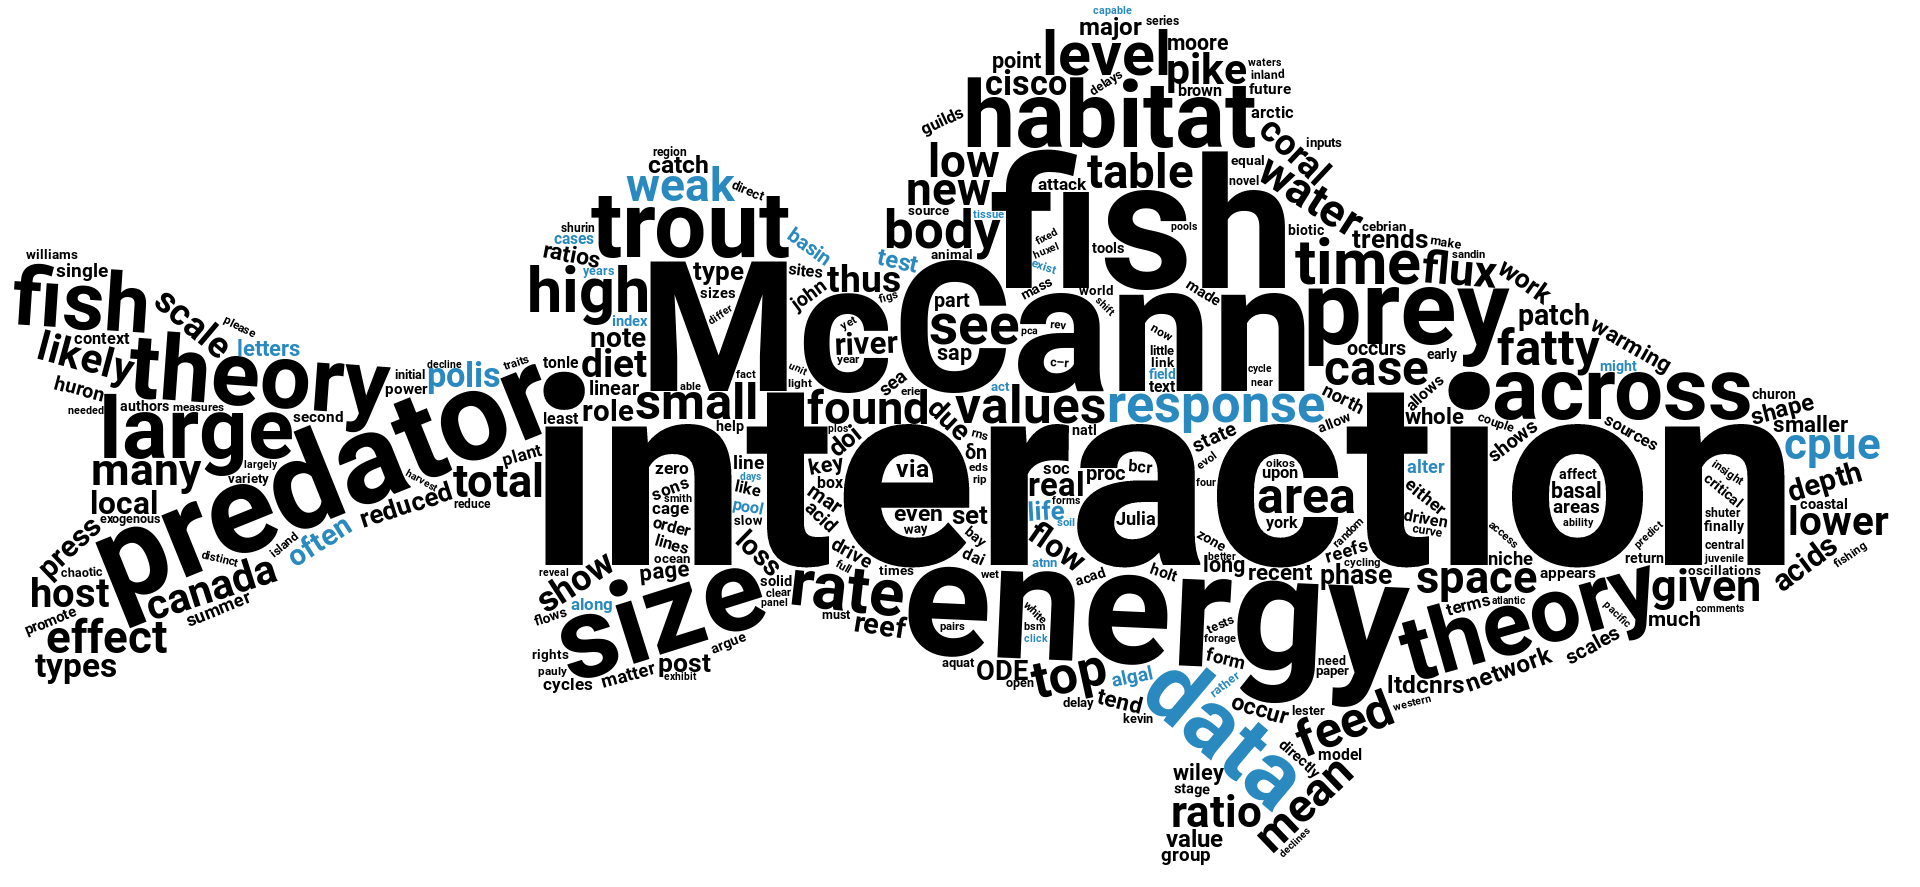 capable
major
series
level
moore
point
pike
waters
inland
cisco
delays
brown
future
habitat
arctic
guilds
coral
inputs
region
catch
weak
direct
low
fish
table
equal
water
new
attack
novel
trout
shurin
cases
ratios
basin
source
tissue
body
fixed
huxel
exist
tools
pools
biotic
cebrian
trends
make
sandin
williams
single
fish
scale
please
letters
context
likely
theory
high
years
index
McCann
type
sizes
differ
sites
john
thus
test
figs
animal
part
see
sap
yet
river
year
mass
world
shift
made
pca
rev
c-r
now
little
link
field
text
cycle
near
time
flux
work
prey
patch
warming
fatty
might
occurs
early
case
note
diet
linear
role
small
able
fact
unit
light
help
sea
erie
found
plos
act
values
response
due
doi
natl
north
allow
allows
whole
couple
across
churon
shape
smaller
cpue
huron
needed
authors
measures
large
initial
power
decline
polis
traits
tonle
least
second
predator
many
largely
variety
local
exogenous
harvest
total
plant
reduced
reduce
press
chaotic
host
promote
effect
types
canada
summer
distinct
island
often
interaction
zero
sons
smith
cage
order
lines
ocean
page
line
days
like
pool
slow
loss
key
box
mar
acid
drive
full
via
even
way
set
bay
dai
δn
rns
eds
rip
soc
real
forms
life
soil
flow
atnn
proc
bcr
Julia
acad
holt
state
evol
four
zone
better
long
recent
oikos
upon
area
york
random
reefs
cycling
phase
alter
either
driven
curve
shows
sources
access
niche
affect
basal
areas
ability
predict
return
insight
critical
shuter
finally
central
juvenile
oscillations
depth
coastal
lower
acids
fishing
reveal
show
flows
along
size
solid
clear
panel
rights
pauly
cycles
matter
post
exhibit
argue
rate
times
must
reef
wet
energy
pairs
white
bsm
click
aquat
ODE
open
top
delay
tend
kevin
algal
tests
forage
form
rather
data
occur
need
paper
lester
directly
feed
western
model
mean
declines
wiley
stage
ratio
value
group
space
appears
terms
atlantic
theory
pacific
given
comments
much
scales
network
ltdcnrs